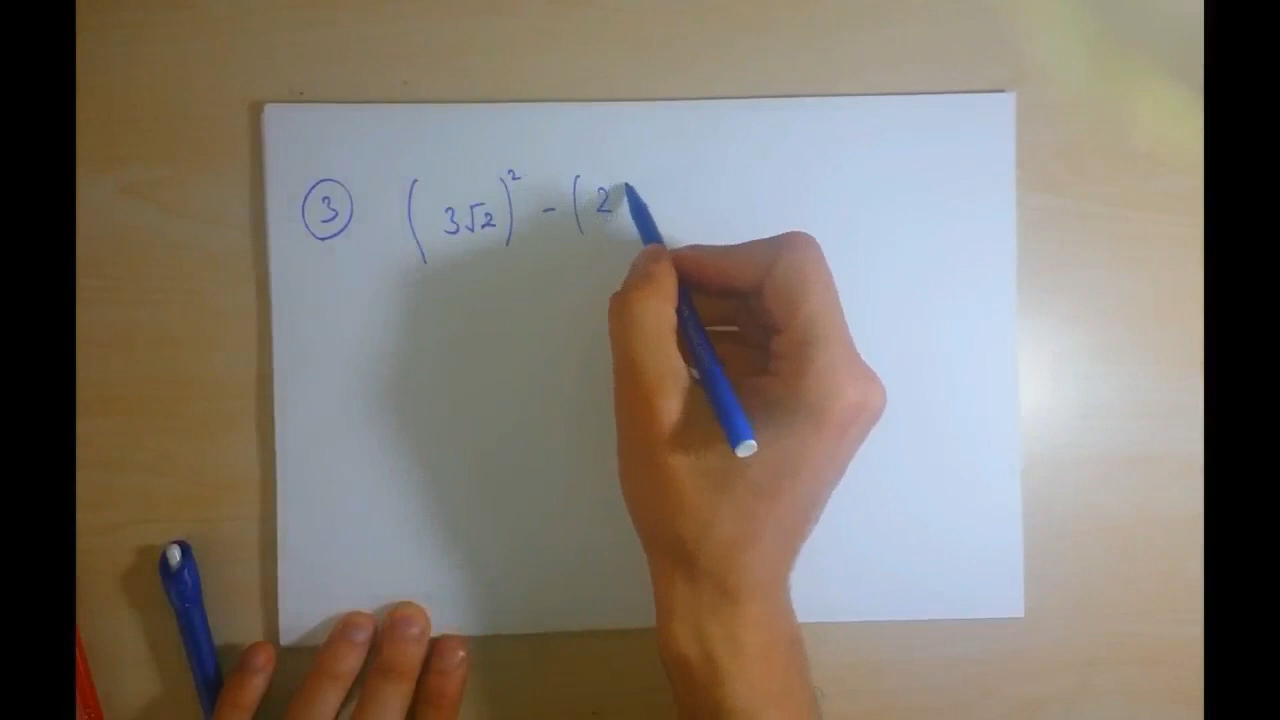 ③ (3√2)² - (2